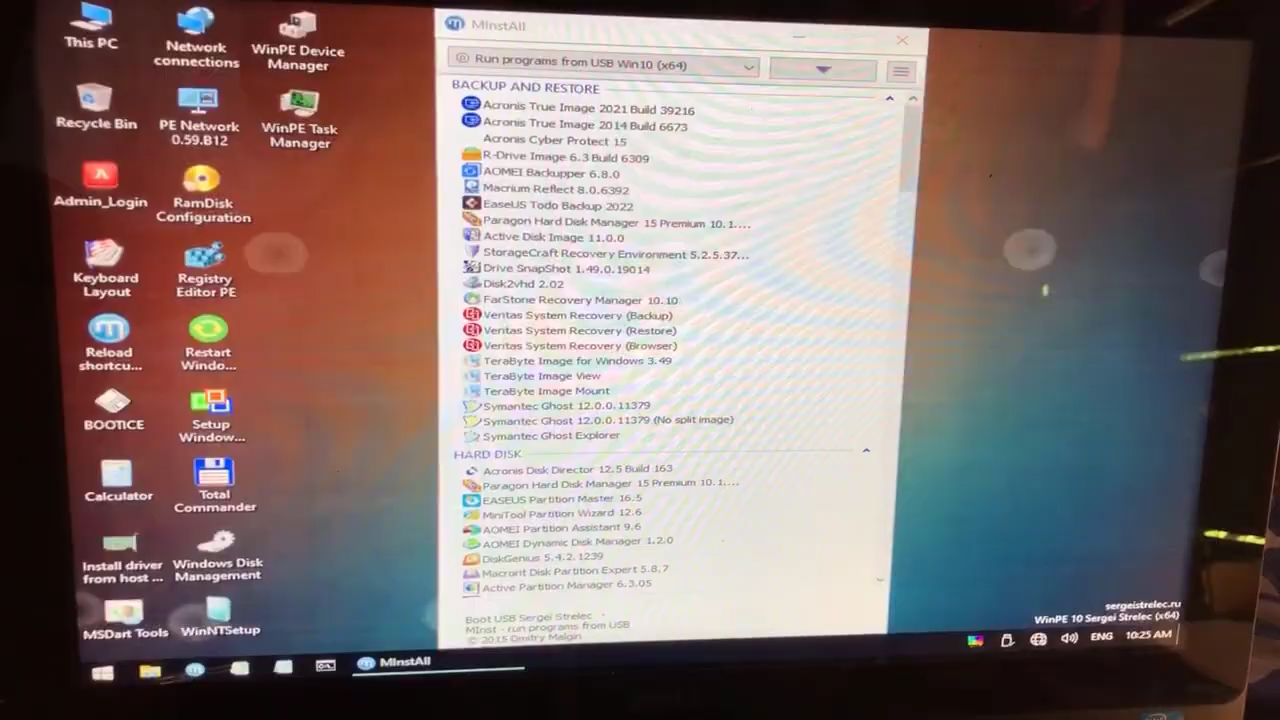 This PC
Network
connections
WinPE Device
Manager
Recycle Bin
PE Network
0.59.B12
WinPE Task
Manager
Admin_Login
RamDisk
Configuration
Keyboard
Layout
Registry
Editor PE
Reload
shortcu...
Restart
Windo...
BOOTICE
Setup
Window...
Calculator
Total
Commander
Install driver
from host ...
Windows Disk
Management
MSDart Tools
WinNTSetup
MInstAll
Run programs from USB Win10 (x64)
BACKUP AND RESTORE
Acronis True Image 2021 Build 39216
Acronis True Image 2014 Build 6673
Acronis Cyber Protect 15
R-Drive Image 6.3 Build 6309
AOMEI Backupper 6.8.0
Macrium Reflect 8.0.6392
EaseUS Todo Backup 2022
Paragon Hard Disk Manager 15 Premium 10.1....
Active Disk Image 11.0.0
StorageCraft Recovery Environment 5.2.5.37...
Drive SnapShot 1.49.0.19014
Disk2vhd 2.02
FarStone Recovery Manager 10.10
Veritas System Recovery (Backup)
Veritas System Recovery (Restore)
Veritas System Recovery (Browser)
TeraByte Image for Windows 3.49
TeraByte Image View
TeraByte Image Mount
Symantec Ghost 12.0.0.11379
Symantec Ghost 12.0.0.11379 (No split image)
Symantec Ghost Explorer
HARD DISK
Acronis Disk Director 12.5 Build 163
Paragon Hard Disk Manager 15 Premium 10.1....
EASEUS Partition Master 16.5
MiniTool Partition Wizard 12.6
AOMEI Partition Assistant 9.6
AOMEI Dynamic Disk Manager 1.2.0
DiskGenius 5.4.2.1239
Macrorit Disk Partition Expert 5.8.7
Active Partition Manager 6.3.05
Boot USB Sergei Strelec
MInst - run programs from USB
© 2015 Dmitry Malgin
sergeistrelec.ru
WinPE 10 Sergei Strelec (x64)
MInstAll
ENG
10:25 AM